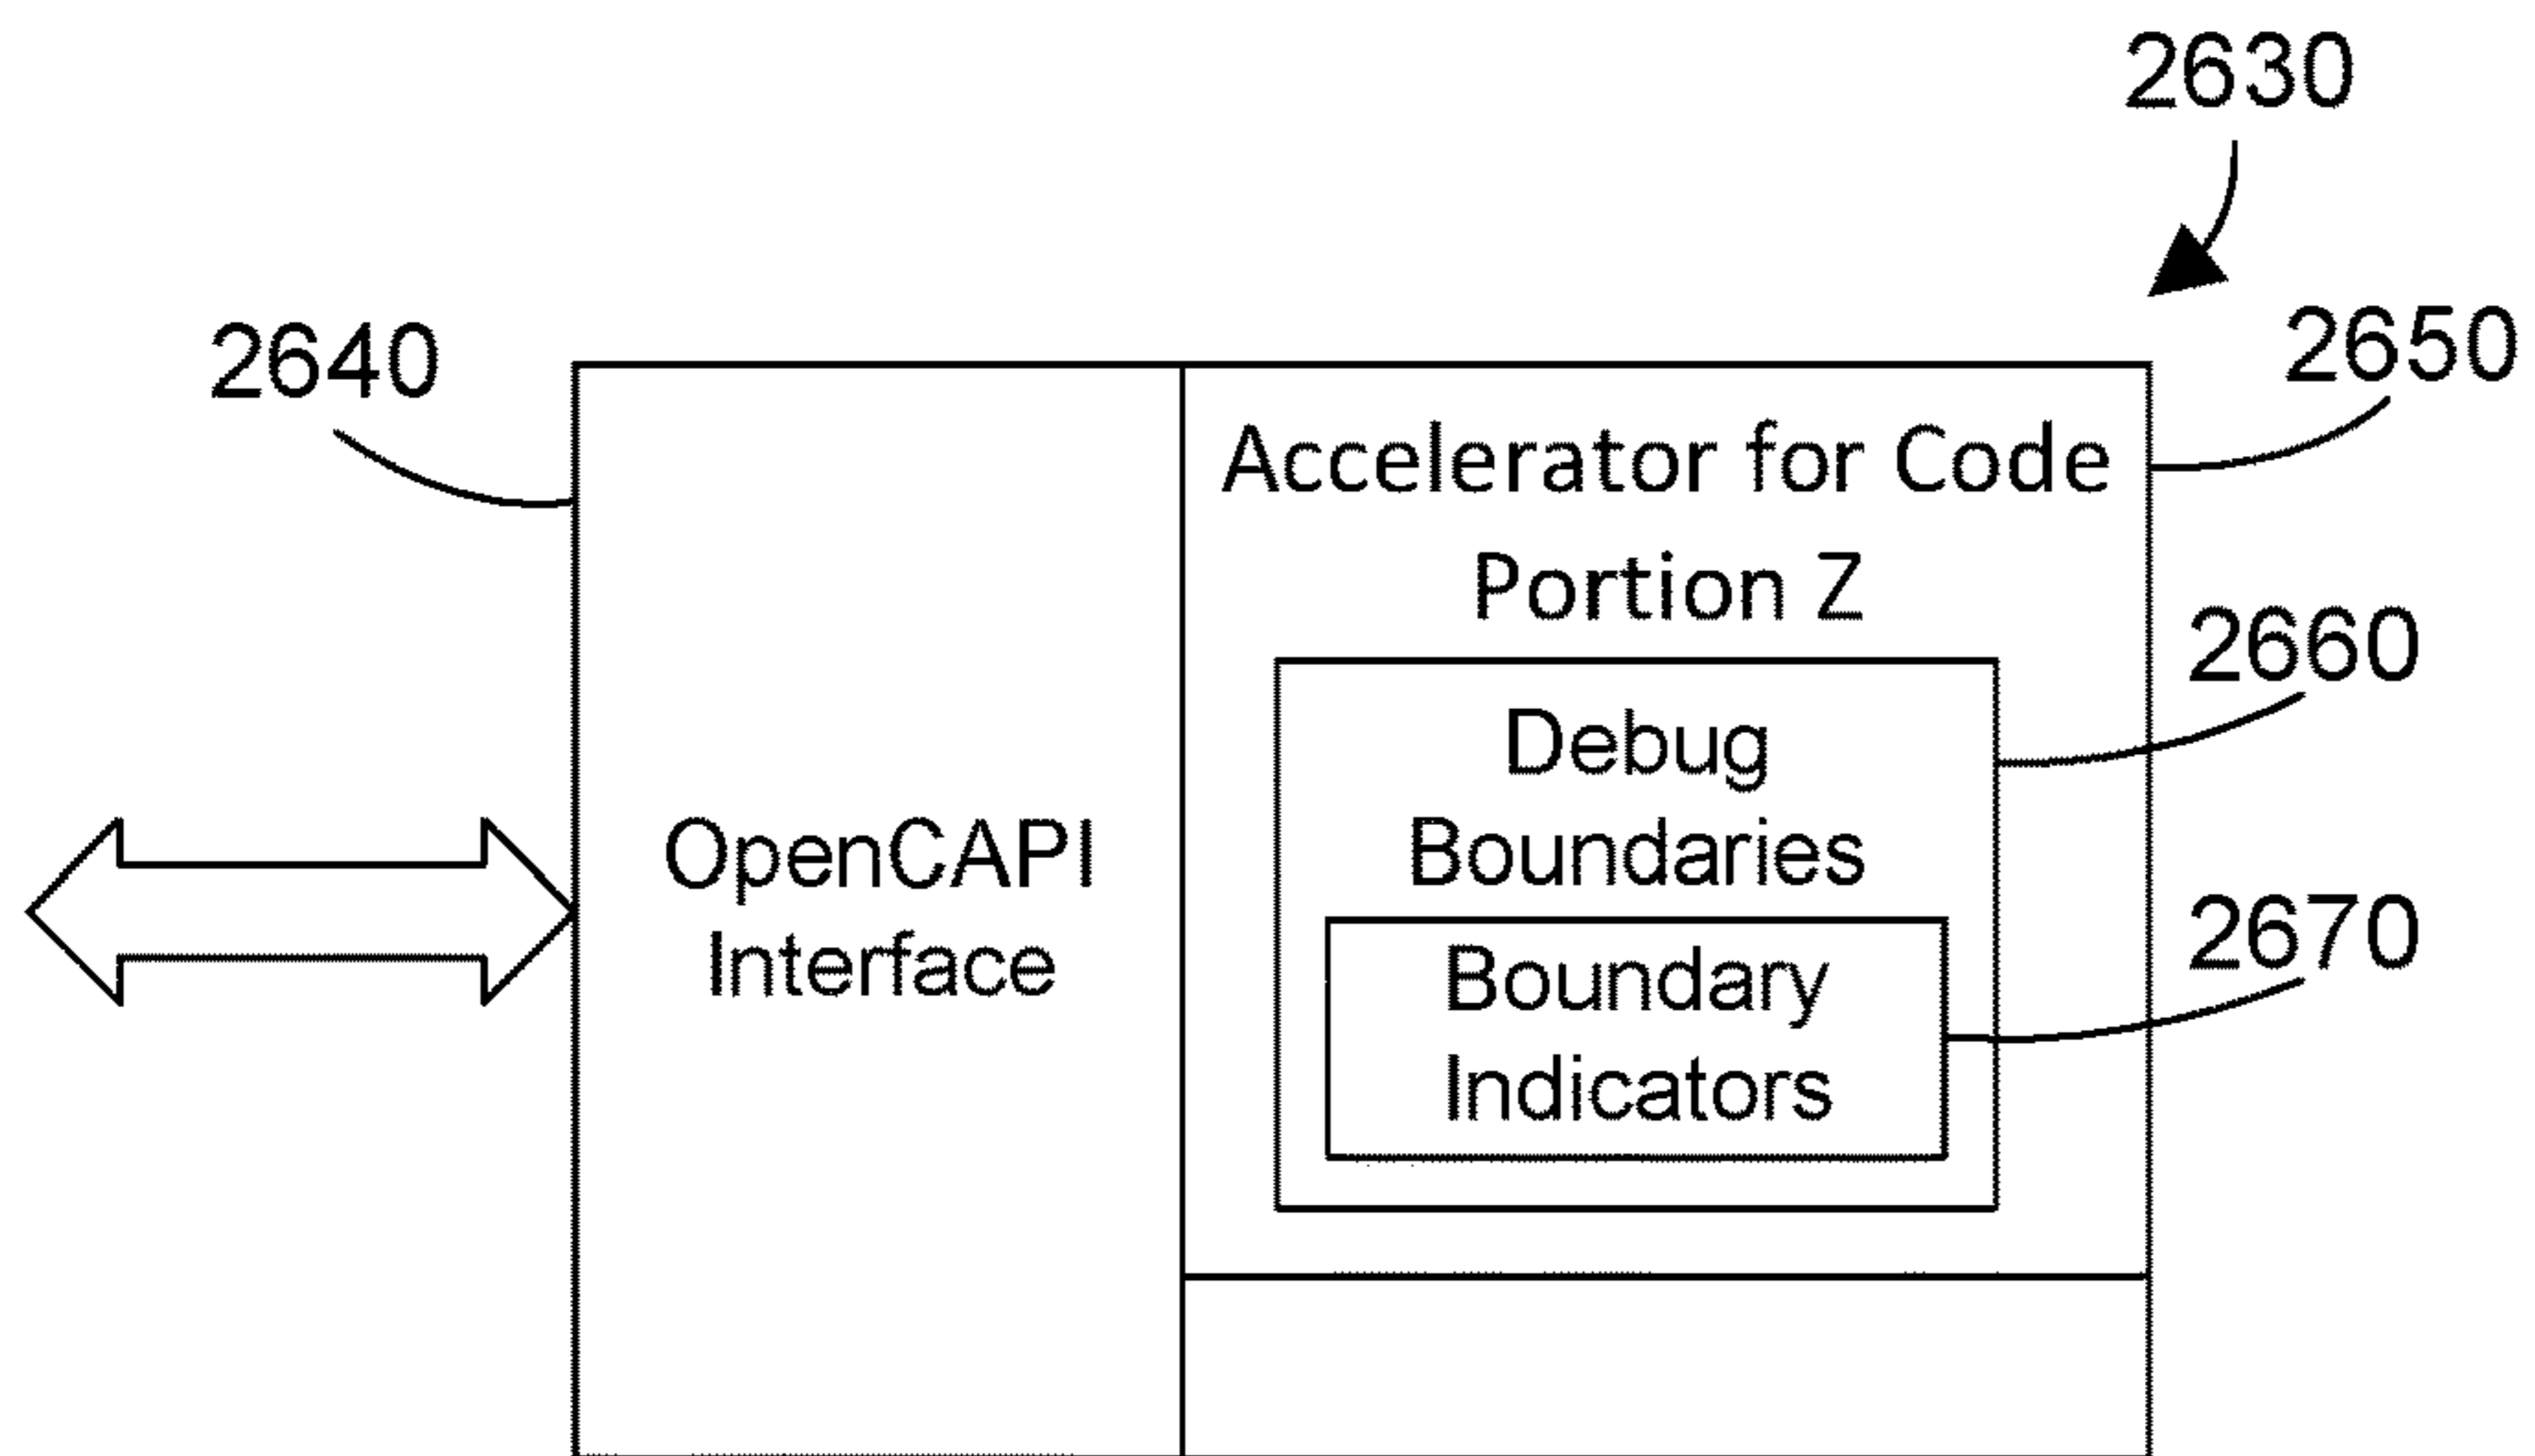 2630
2640
2650
Accelerator for Code
Portion Z
2660
Debug
Boundaries
OpenCAPI
Interface
2670
Boundary
Indicators